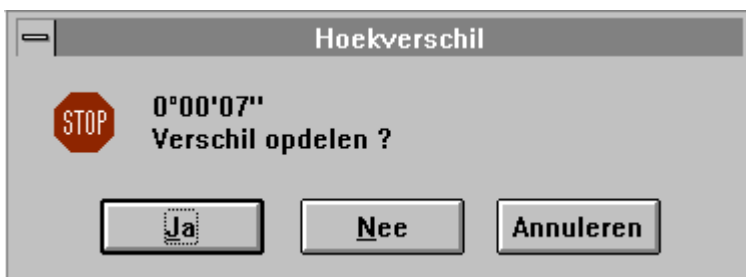 Hoekverschil
STOP
0°00'07''
Verschil opdelen ?
Ja
Nee
Annuleren